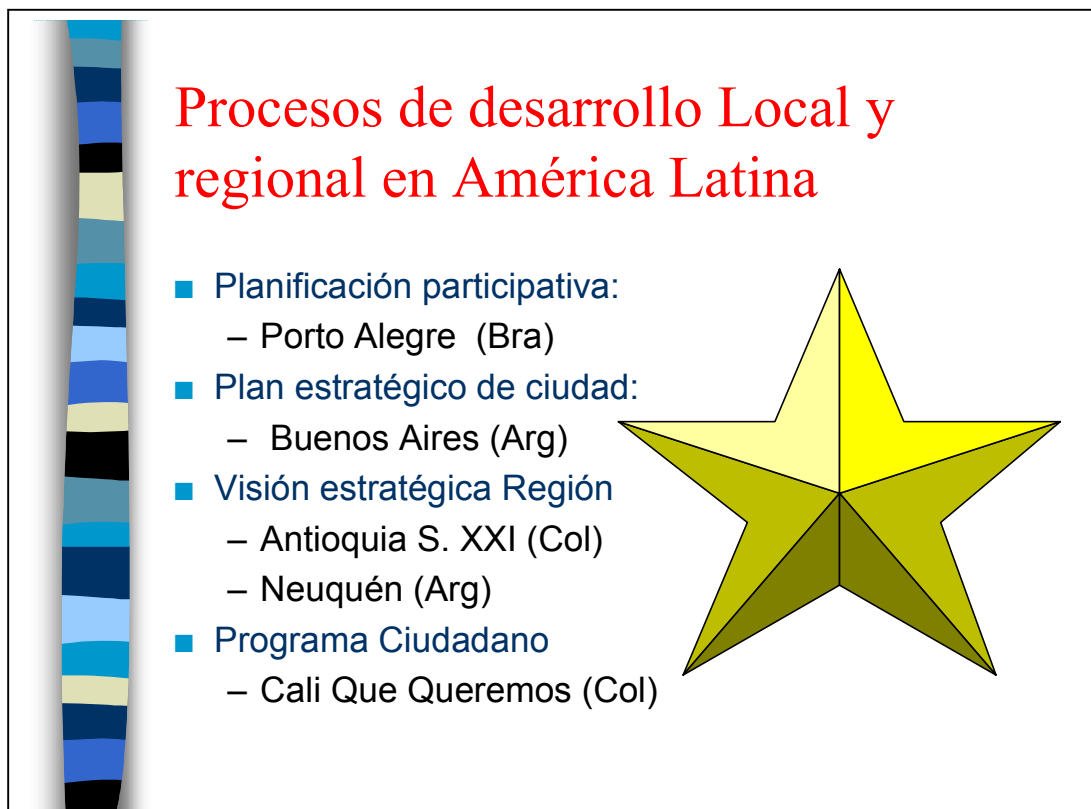 Procesos de desarrollo Local y
regional en América Latina
■ Planificación participativa:
– Porto Alegre (Bra)
■ Plan estratégico de ciudad:
– Buenos Aires (Arg)
■ Visión estratégica Región
– Antioquia S. XXI (Col)
– Neuquén (Arg)
■ Programa Ciudadano
– Cali Que Queremos (Col)